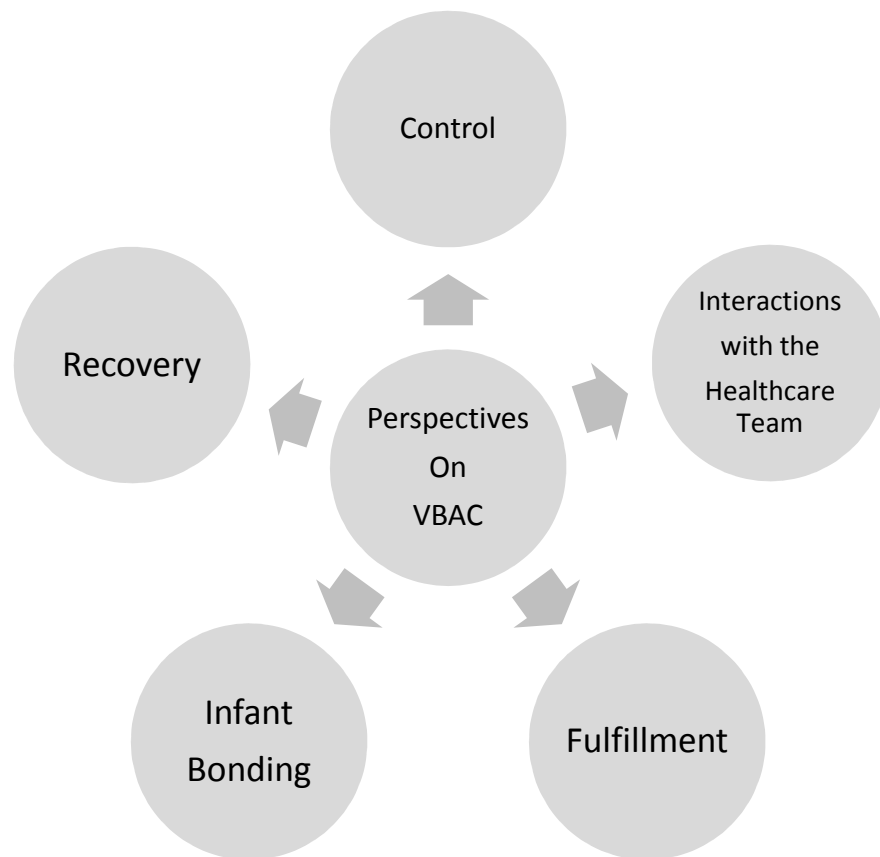 Control
Interactions
with the
Healthcare
Team
Recovery
Perspectives
On
VBAC
Infant
Bonding
Fulfillment